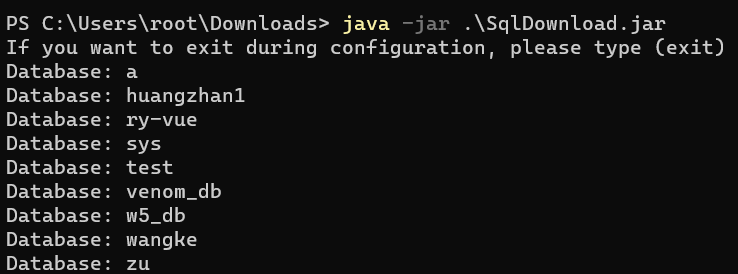 PS C:\Users\root\Downloads> java -jar .\SqlDownload.jar
If you want to exit during configuration, please type (exit)
Database: a
Database: huangzhan1
Database: ry-vue
Database: sys
Database: test
Database: venom_db
Database: w5_db
Database: wangke
Database: zu